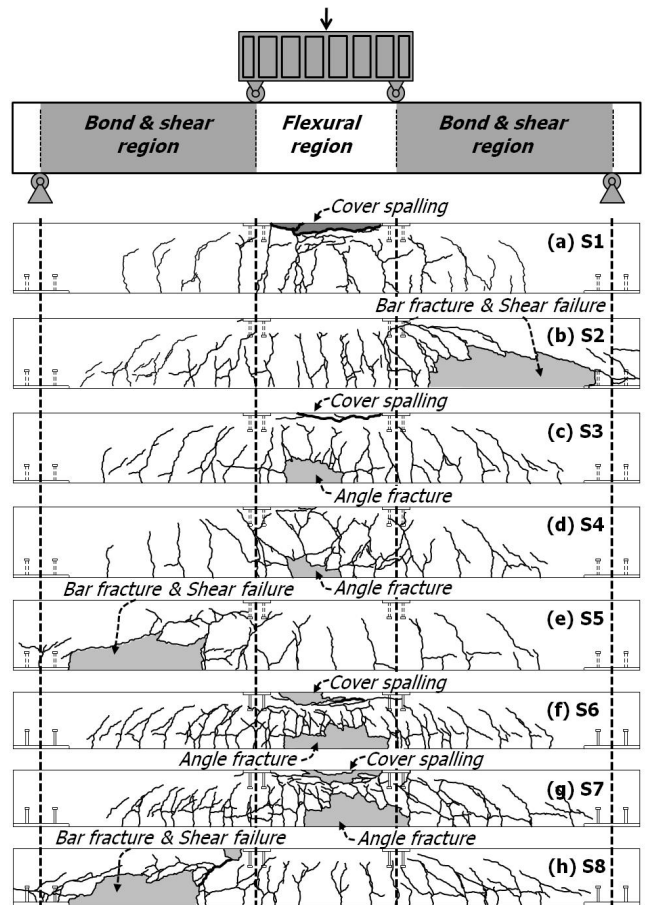 Bond & shear
region
Flexural
region
Bond & shear
region
Cover spalling
(a) S1
Bar fracture & Shear failure
(b) S2
Cover spalling
(c) S3
Angle fracture
(d) S4
Angle fracture
Bar fracture & Shear failure
(e) S5
Cover spalling
(f) S6
Angle fracture
Cover spalling
(g) S7
Bar fracture & Shear failure
Angle fracture
(h) S8